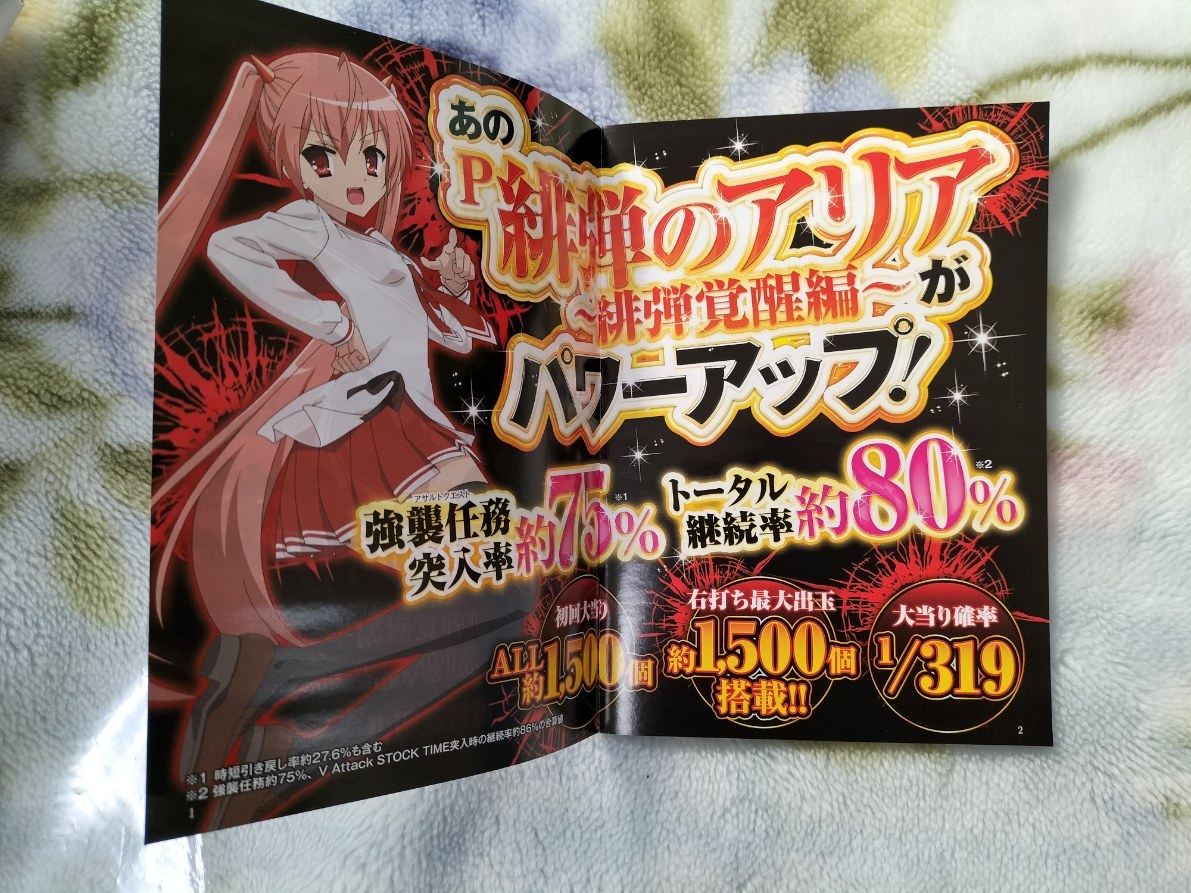 あの
P緋弾のアリア
～緋弾覚醒編～が
パワーアップ!
アサルトクエスト
強襲任務
突入率約75%※1
トータル
継続率約80%※2
初回大当り
ALL
約1,500個
右打ち最大出玉
約1,500個
搭載!!
大当り確率
1/319
※1 時短引き戻し率約27.6%も含む
※2 強襲任務約75%、V Attack STOCK TIME突入時の継続率約86%の合算値
1
2